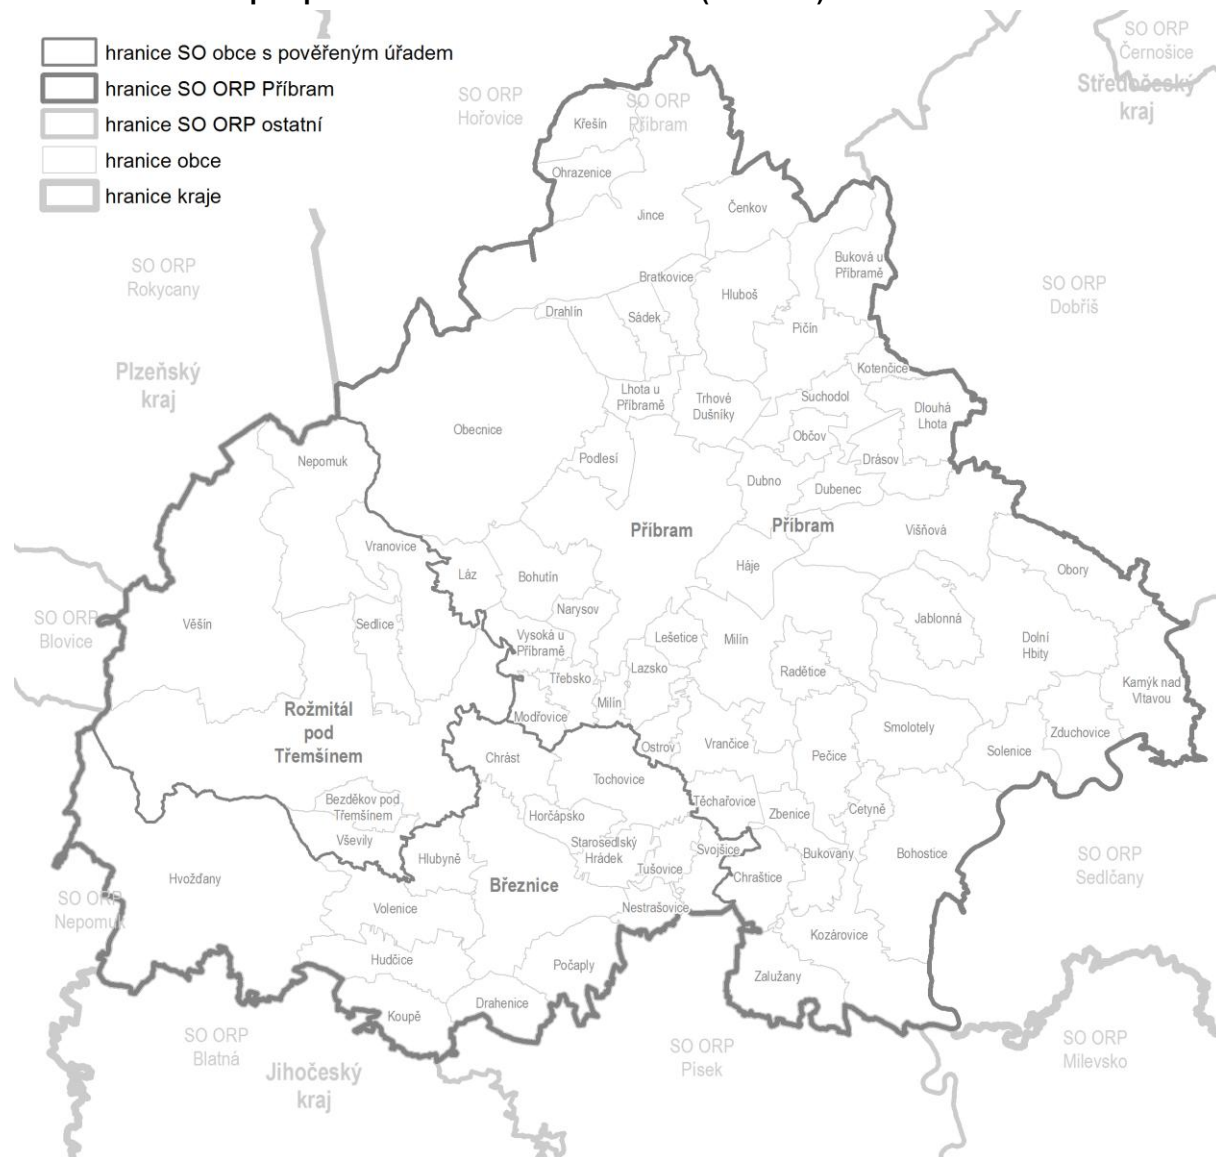 hranice SO obce s pověřeným úřadem
hranice SO ORP Příbram
hranice SO ORP ostatní
hranice obce
hranice kraje
SO ORP
Černošice
Středočeský
kraj
SO ORP
Hořovice
SO ORP
Příbram
Křešín
Ohrazenice
Jince
Čenkov
SO ORP
Rokycany
Buková u
Příbramě
Bratkovice
SO ORP
Dobříš
Hluboš
Drahlín
Sádek
Pičín
Plzeňský
kraj
Kotenčice
Lhota u
Příbramě
Trhové
Dušníky
Suchodol
Dlouhá
Lhota
Obecnice
Občov
Nepomuk
Podlesí
Drásov
Dubno
Dubenec
Příbram
Příbram
Višňová
Vranovice
Láz
Bohutín
Háje
Obory
Narysov
SO ORP
Blovice
Věšín
Sedlice
Vysoká u
Příbramě
Lešetice
Milín
Jablonná
Dolní
Hbity
Lazsko
Radětice
Třebsko
Kamýk nad
Vltavou
Milín
Rožmitál
pod
Třemšínem
Modřovice
Smolotely
Zduchovice
Ostrov
Vrančice
Solenice
Chrást
Pečice
Tochovice
Bezděkov pod
Třemšínem
Těchařovice
Zbenice
Cetyně
Horčápsko
Vševily
Starosedlský
Hrádek
Svojšice
Hlubyně
Bukovany
Bohostice
SO ORP
Sedlčany
Tušovice
Hvožďany
Březnice
Chraštice
SO ORP
Nepomuk
Volenice
Nestrašovice
Kozárovice
Hudčice
Počaply
Zalužany
Drahenice
Koupě
SO ORP
Blatná
SO ORP
Písek
SO ORP
Milevsko
Jihočeský
kraj